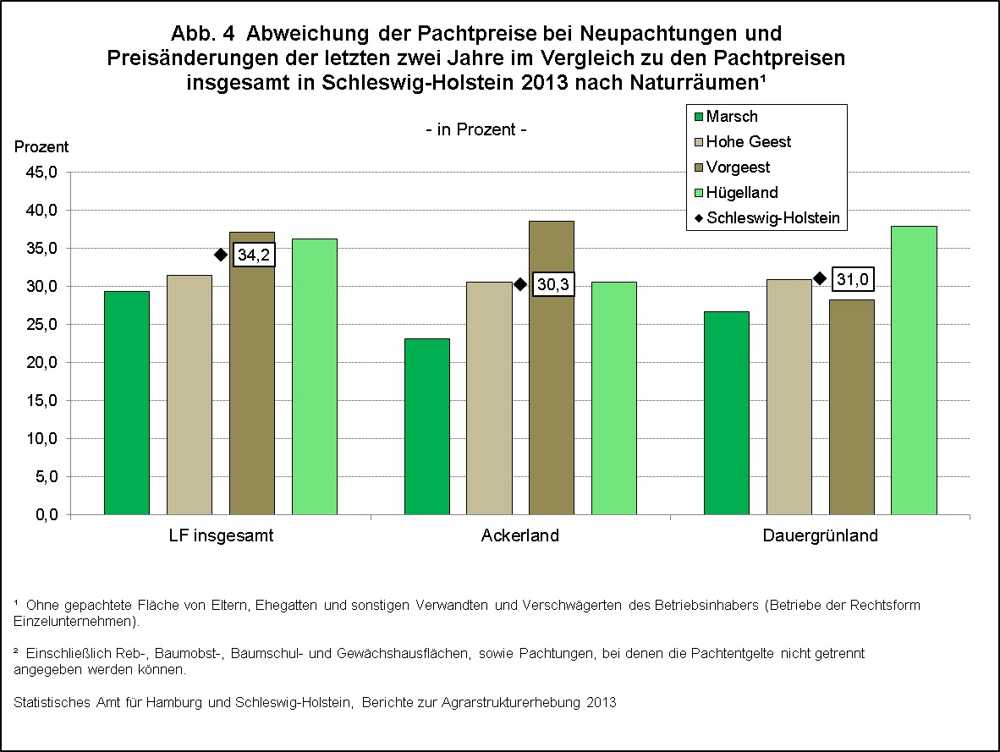 Abb. 4 Abweichung der Pachtpreise bei Neupachtungen und
Preisänderungen der letzten zwei Jahre im Vergleich zu den Pachtpreisen
insgesamt in Schleswig-Holstein 2013 nach Naturräumen¹
- in Prozent -
Marsch
Hohe Geest
Vorgeest
Hügelland
Schleswig-Holstein
Prozent
45,0
40,0
35,0
30,0
25,0
20,0
15,0
10,0
5,0
0,0
34,2
30,3
31,0
LF insgesamt
Ackerland
Dauergrünland
¹ Ohne gepachtete Fläche von Eltern, Ehegatten und sonstigen Verwandten und Verschwägerten des Betriebsinhabers (Betriebe der Rechtsform
Einzelunternehmen).
² Einschließlich Reb-, Baumobst-, Baumschul- und Gewächshausflächen, sowie Pachtungen, bei denen die Pachtentgelte nicht getrennt
angegeben werden können.
Statistisches Amt für Hamburg und Schleswig-Holstein, Berichte zur Agrarstrukturerhebung 2013